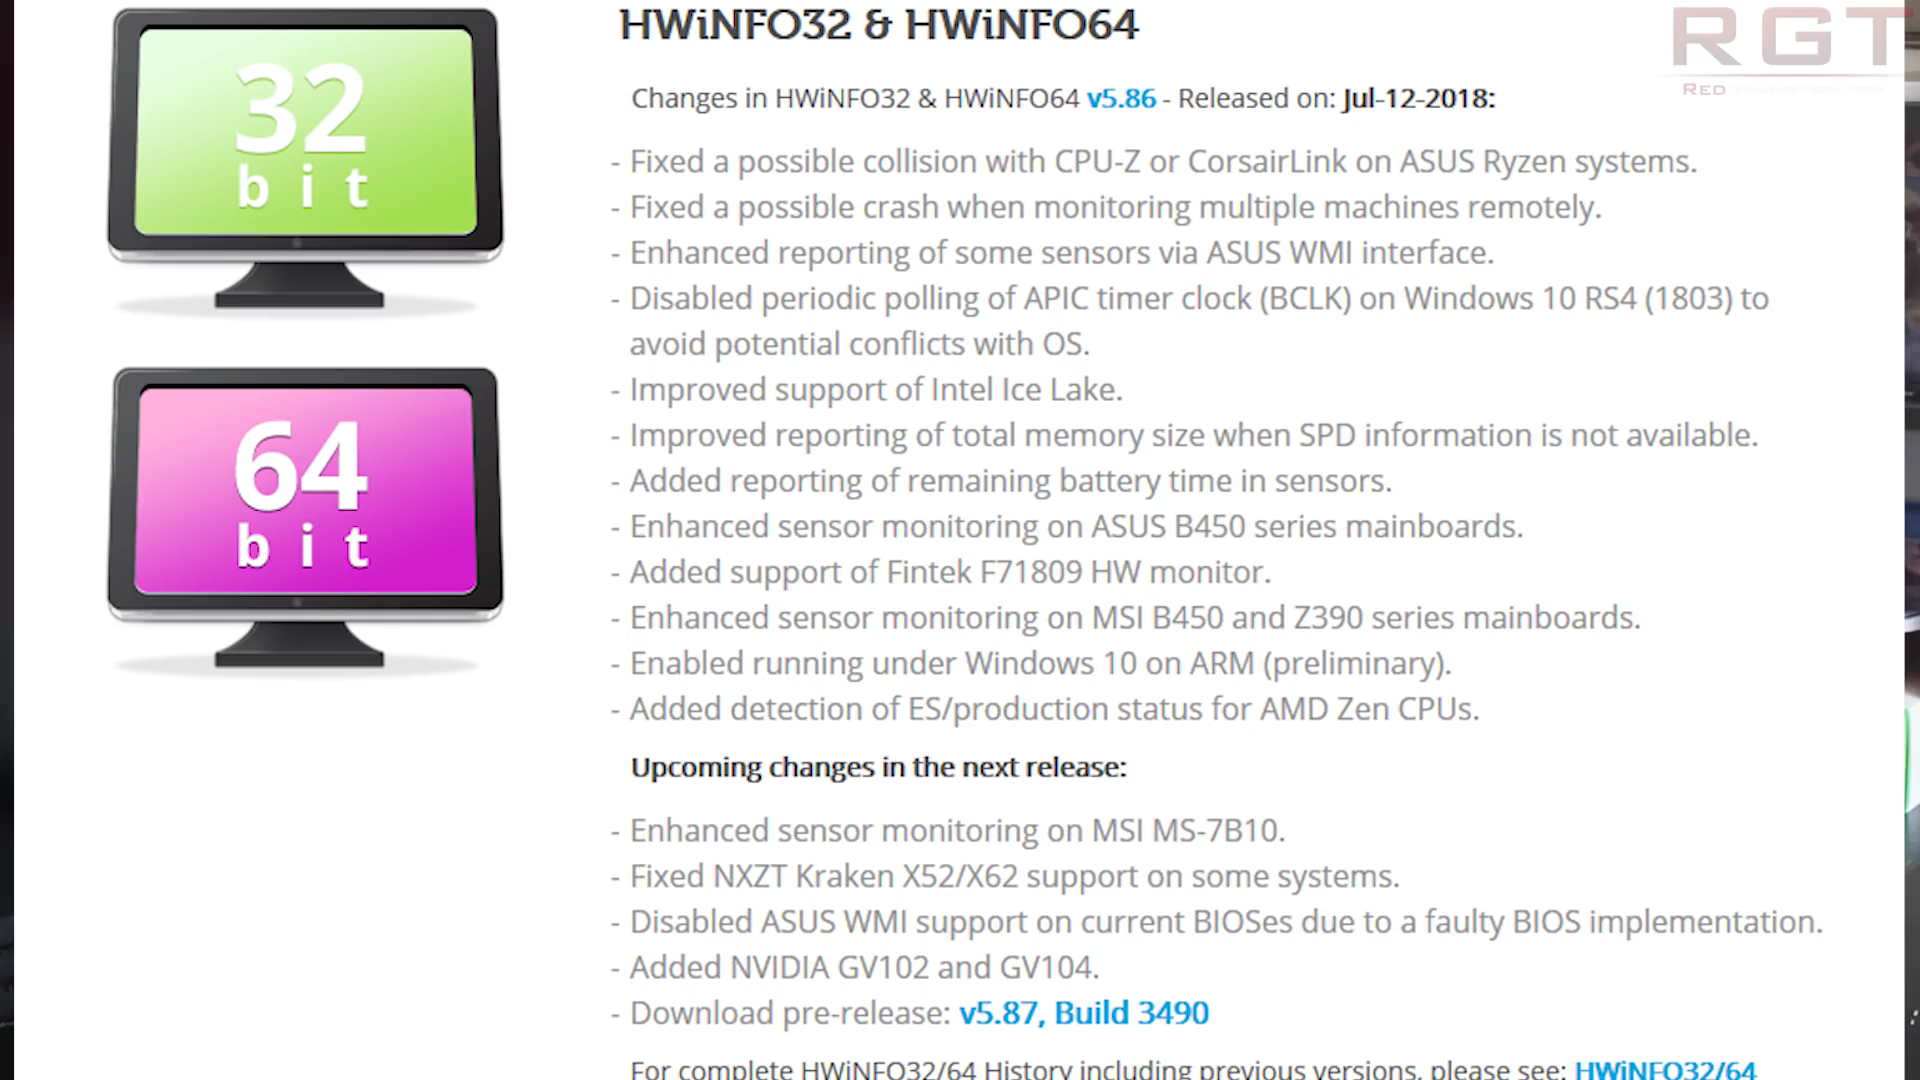 HWiNFO32 & HWiNFO64
RGT
RED
32
bit
Changes in HWiNFO32 & HWiNFO64 v5.86 - Released on: Jul-12-2018:
- Fixed a possible collision with CPU-Z or CorsairLink on ASUS Ryzen systems.
- Fixed a possible crash when monitoring multiple machines remotely.
- Enhanced reporting of some sensors via ASUS WMI interface.
- Disabled periodic polling of APIC timer clock (BCLK) on Windows 10 RS4 (1803) to
avoid potential conflicts with OS.
- Improved support of Intel Ice Lake.
- Improved reporting of total memory size when SPD information is not available.
- Added reporting of remaining battery time in sensors.
- Enhanced sensor monitoring on ASUS B450 series mainboards.
- Added support of Fintek F71809 HW monitor.
- Enhanced sensor monitoring on MSI B450 and Z390 series mainboards.
- Enabled running under Windows 10 on ARM (preliminary).
- Added detection of ES/production status for AMD Zen CPUs.
64
bit
Upcoming changes in the next release:
- Enhanced sensor monitoring on MSI MS-7B10.
- Fixed NXZT Kraken X52/X62 support on some systems.
- Disabled ASUS WMI support on current BIOSes due to a faulty BIOS implementation.
- Added NVIDIA GV102 and GV104.
- Download pre-release: v5.87, Build 3490
For complete HWiNFO32/64 History including previous versions, please see: HWiNFO32/64